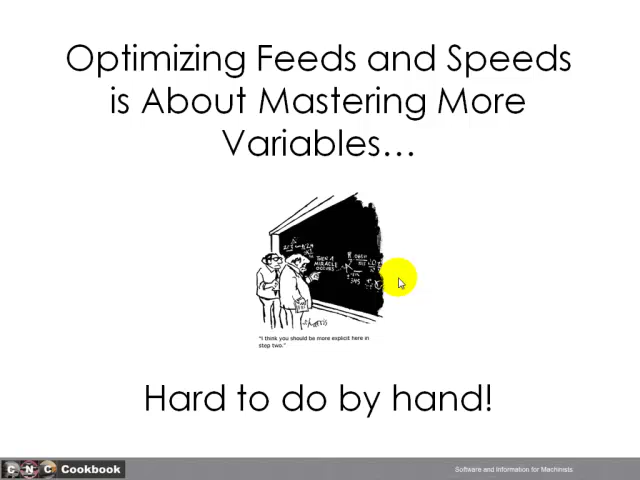 Optimizing Feeds and Speeds
is About Mastering More
Variables…
THEN A
MIRACLE
OCCURS
"I think you should be more explicit here in
step two."
Hard to do by hand!
CNC Cookbook
Software and Information for Machinists